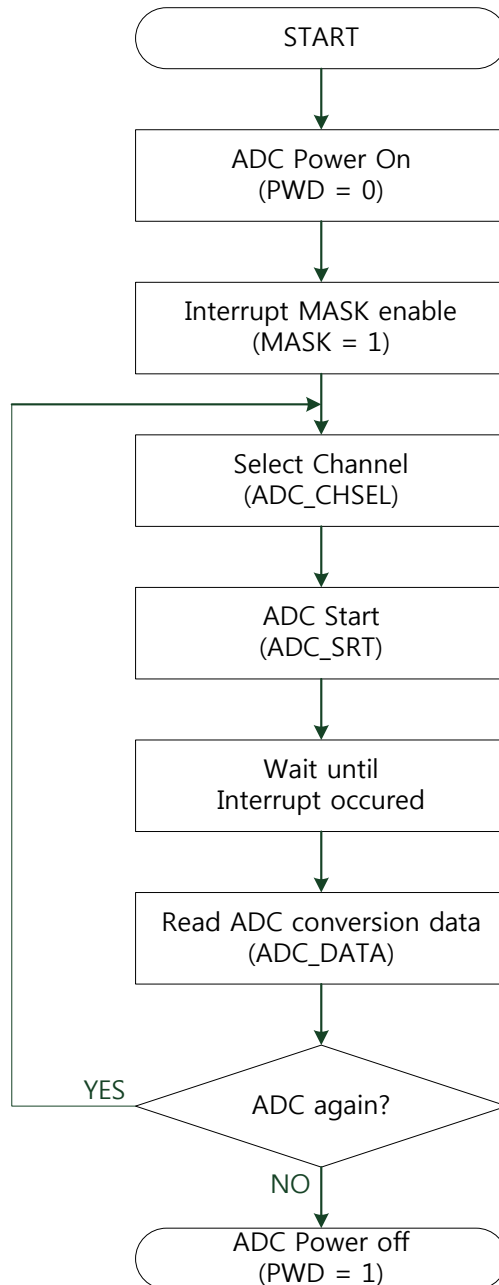 START
ADC Power On
(PWD = 0)
Interrupt MASK enable
(MASK = 1)
Select Channel
(ADC_CHSEL)
ADC Start
(ADC_SRT)
Wait until
Interrupt occured
Read ADC conversion data
(ADC_DATA)
YES
ADC again?
NO
ADC Power off
(PWD = 1)